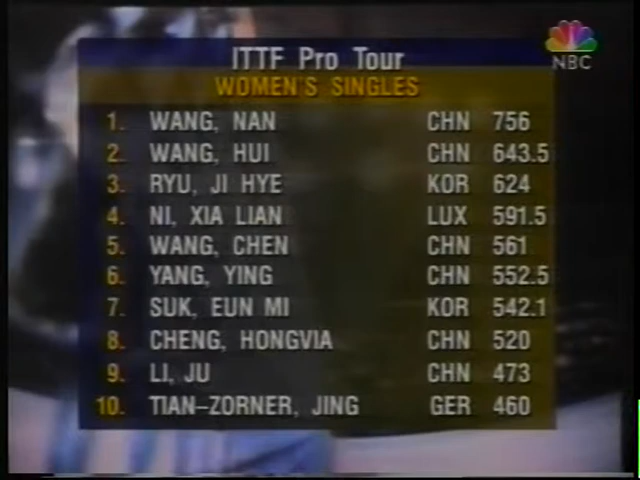 ITTF Pro Tour
NBC
WOMEN'S SINGLES
1. WANG, NAN CHN 756
2. WANG, HUI CHN 643.5
3. RYU, JI HYE KOR 624
4. NI, XIA LIAN LUX 591.5
5. WANG, CHEN CHN 561
6. YANG, YING CHN 552.5
7. SUK, EUN MI KOR 542.1
8. CHENG, HONGVIA CHN 520
9. LI, JU CHN 473
10. TIAN-ZORNER, JING GER 460